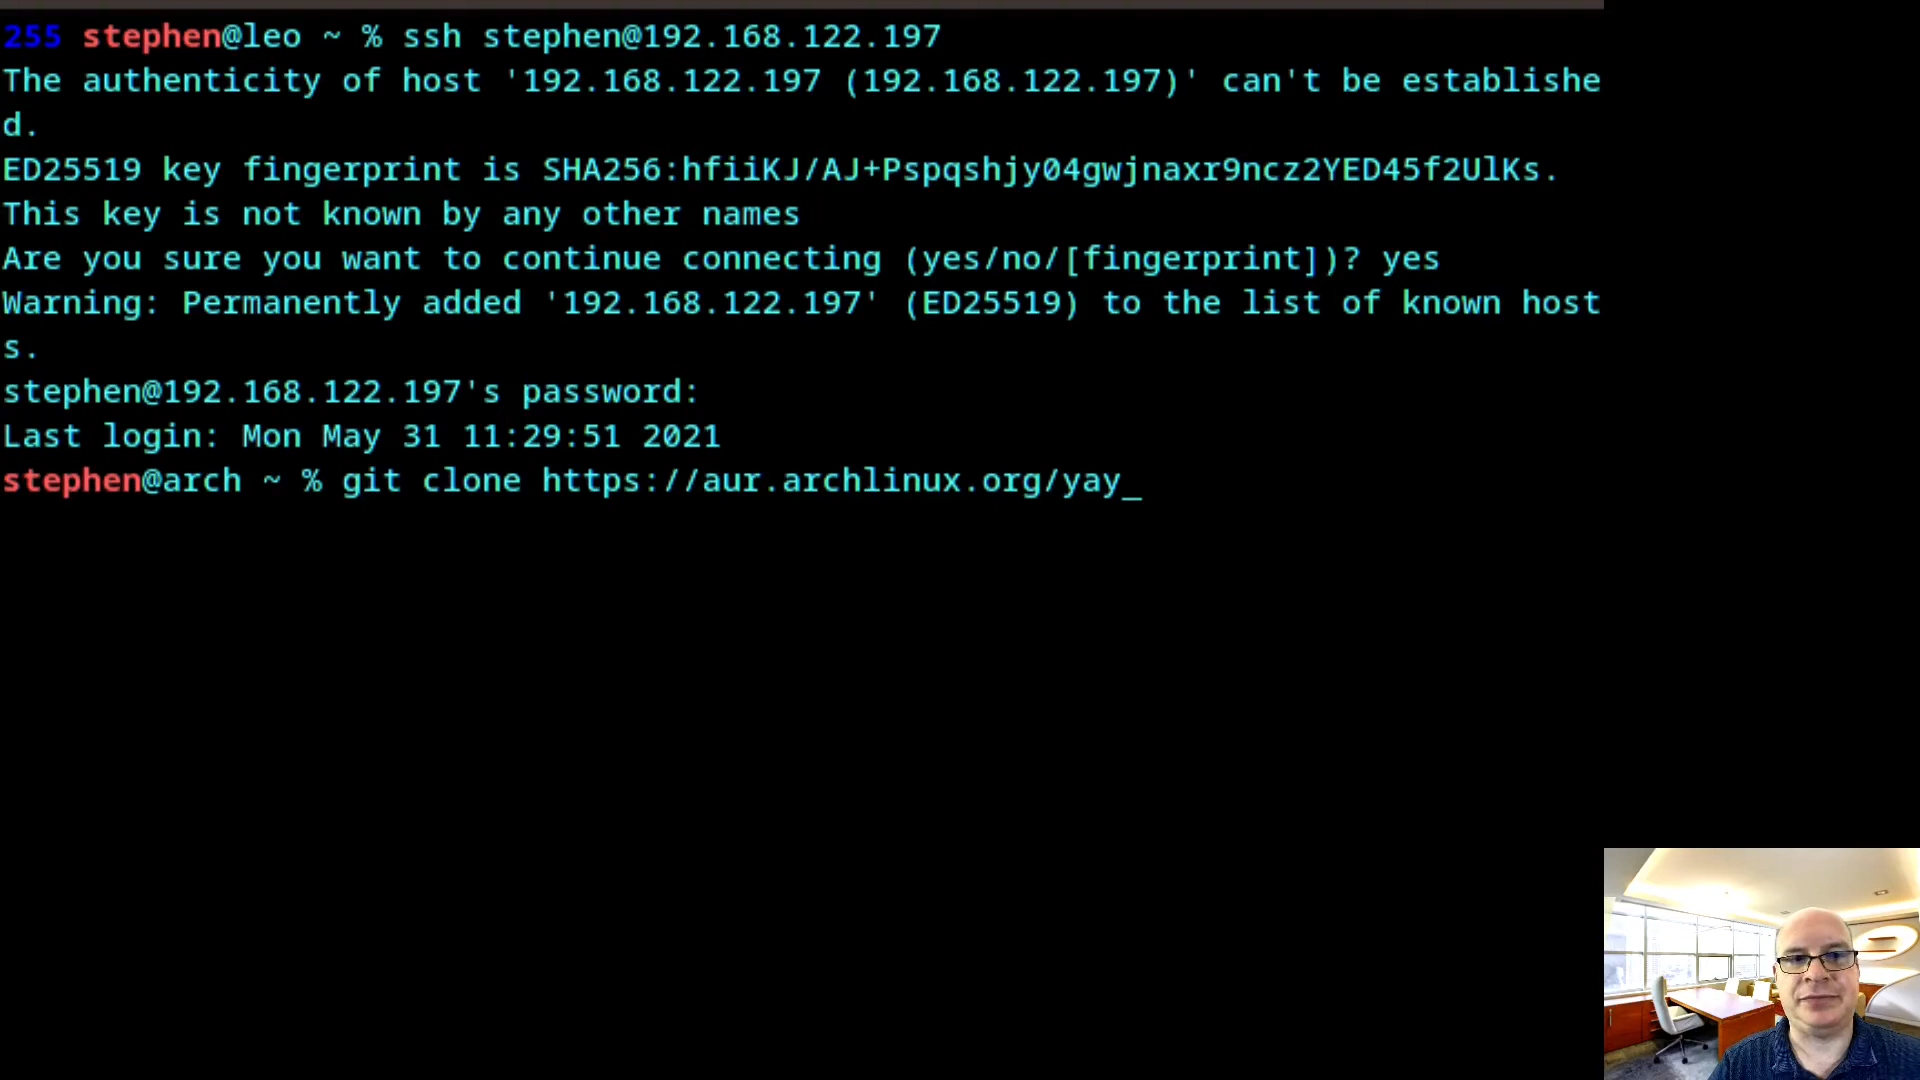 255 stephen@leo ~ % ssh stephen@192.168.122.197
The authenticity of host '192.168.122.197 (192.168.122.197)' can't be establishe
d.
ED25519 key fingerprint is SHA256:hfiiKJ/AJ+Pspqshjy04gwjnaxr9ncz2YED45f2UlKs.
This key is not known by any other names
Are you sure you want to continue connecting (yes/no/[fingerprint])? yes
Warning: Permanently added '192.168.122.197' (ED25519) to the list of known host
s.
stephen@192.168.122.197's password:
Last login: Mon May 31 11:29:51 2021
stephen@arch ~ % git clone https://aur.archlinux.org/yay_